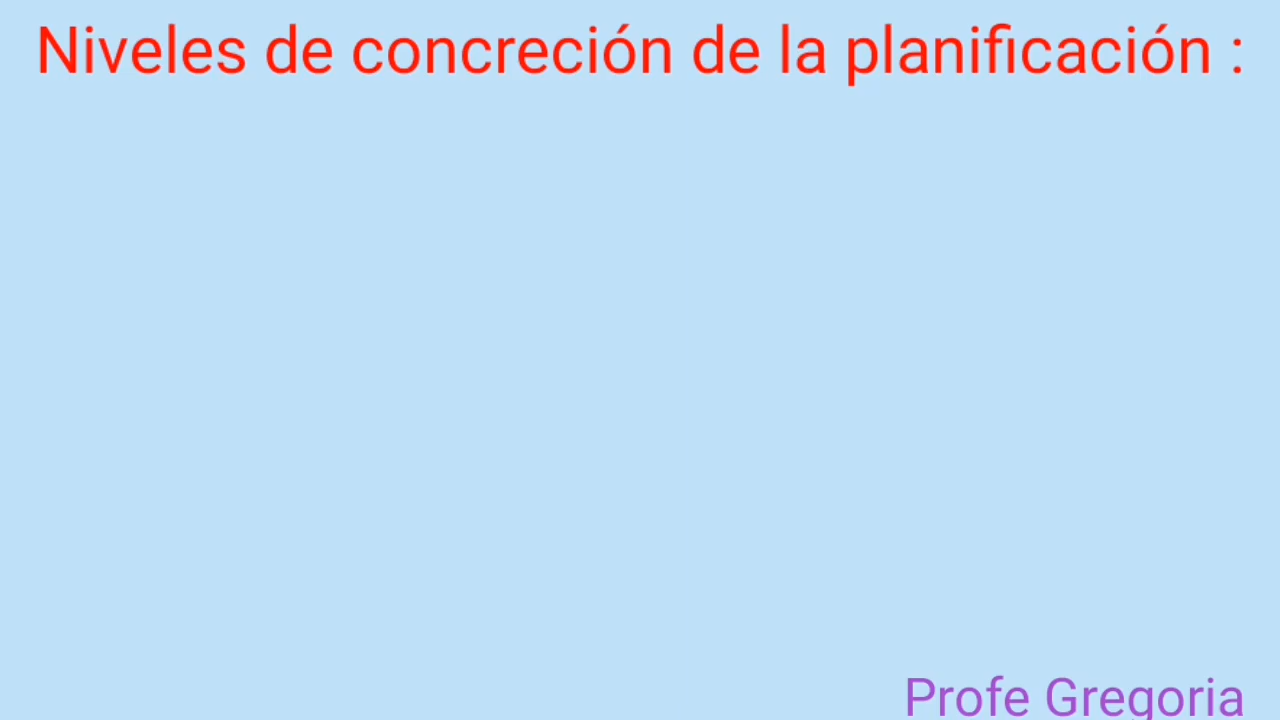 Niveles de concreción de la planificación :
Profe Gregoria